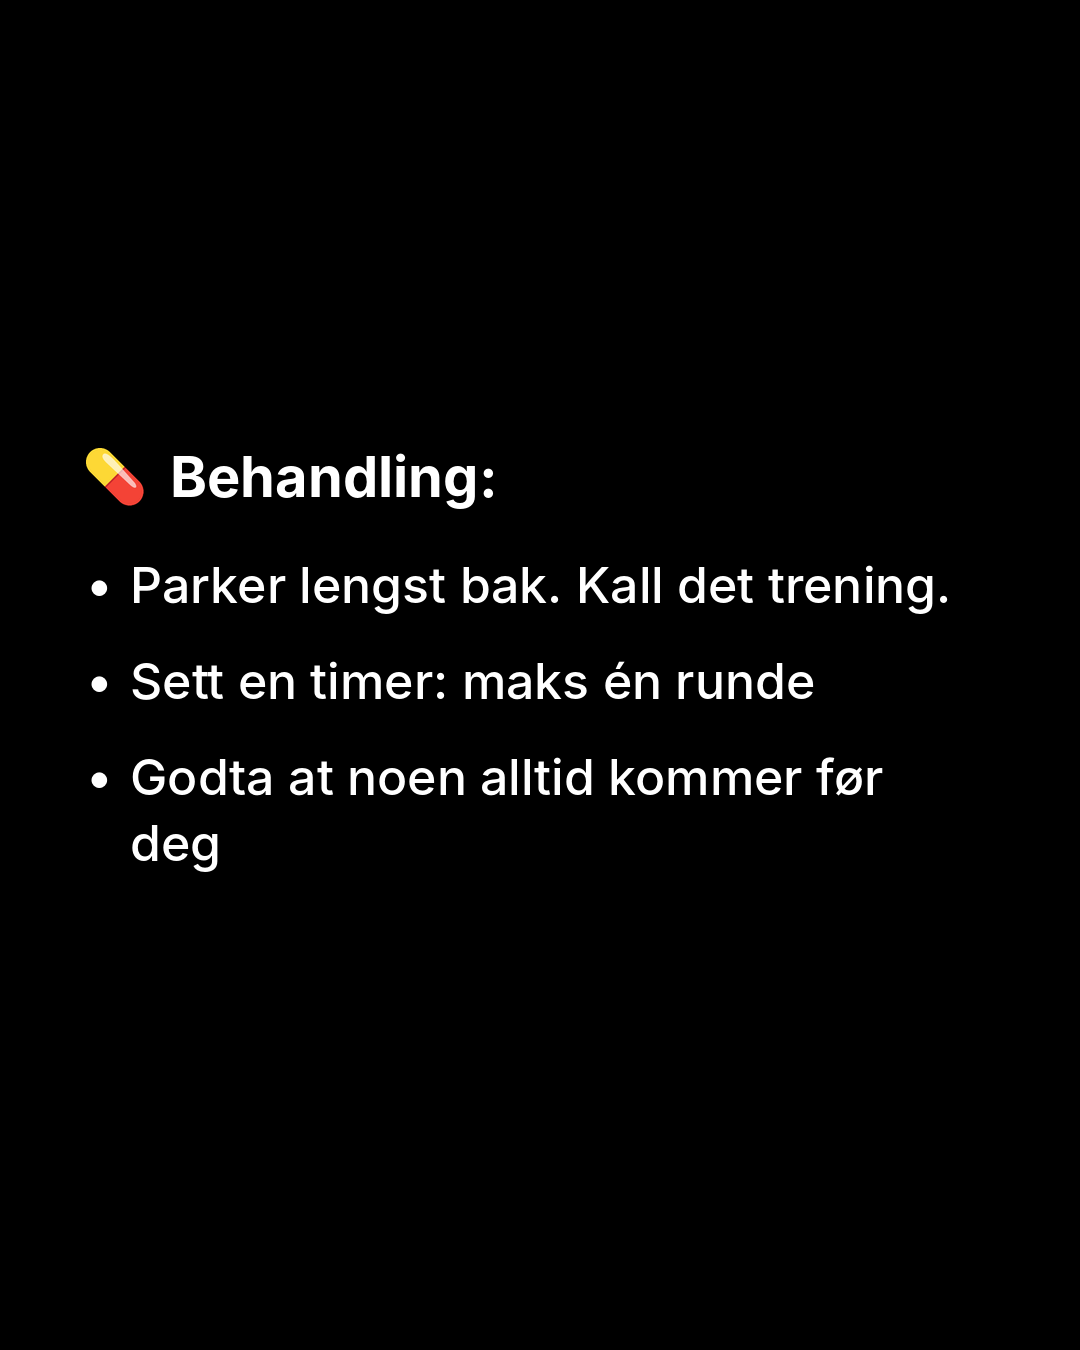 💊 Behandling:
• Parker lengst bak. Kall det trening.
• Sett en timer: maks én runde
• Godta at noen alltid kommer før
deg